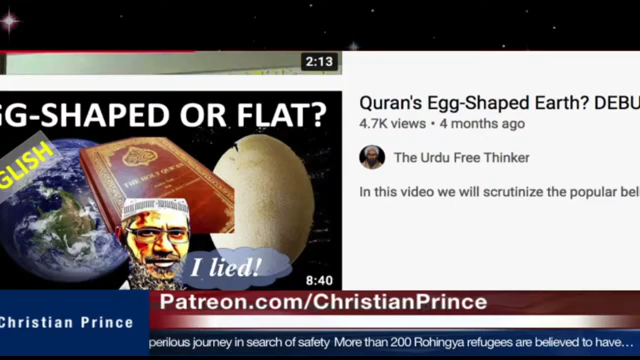 2:13
GG-SHAPED OR FLAT?
GLISH
THE HOLY QUR'AN
I lied!
8:40
Quran's Egg-Shaped Earth? DEBU
4.7K views • 4 months ago
The Urdu Free Thinker
In this video we will scrutinize the popular bel
Patreon.com/ChristianPrince
Christian Prince
perilous journey in search of safety More than 200 Rohingya refugees are believed to have…